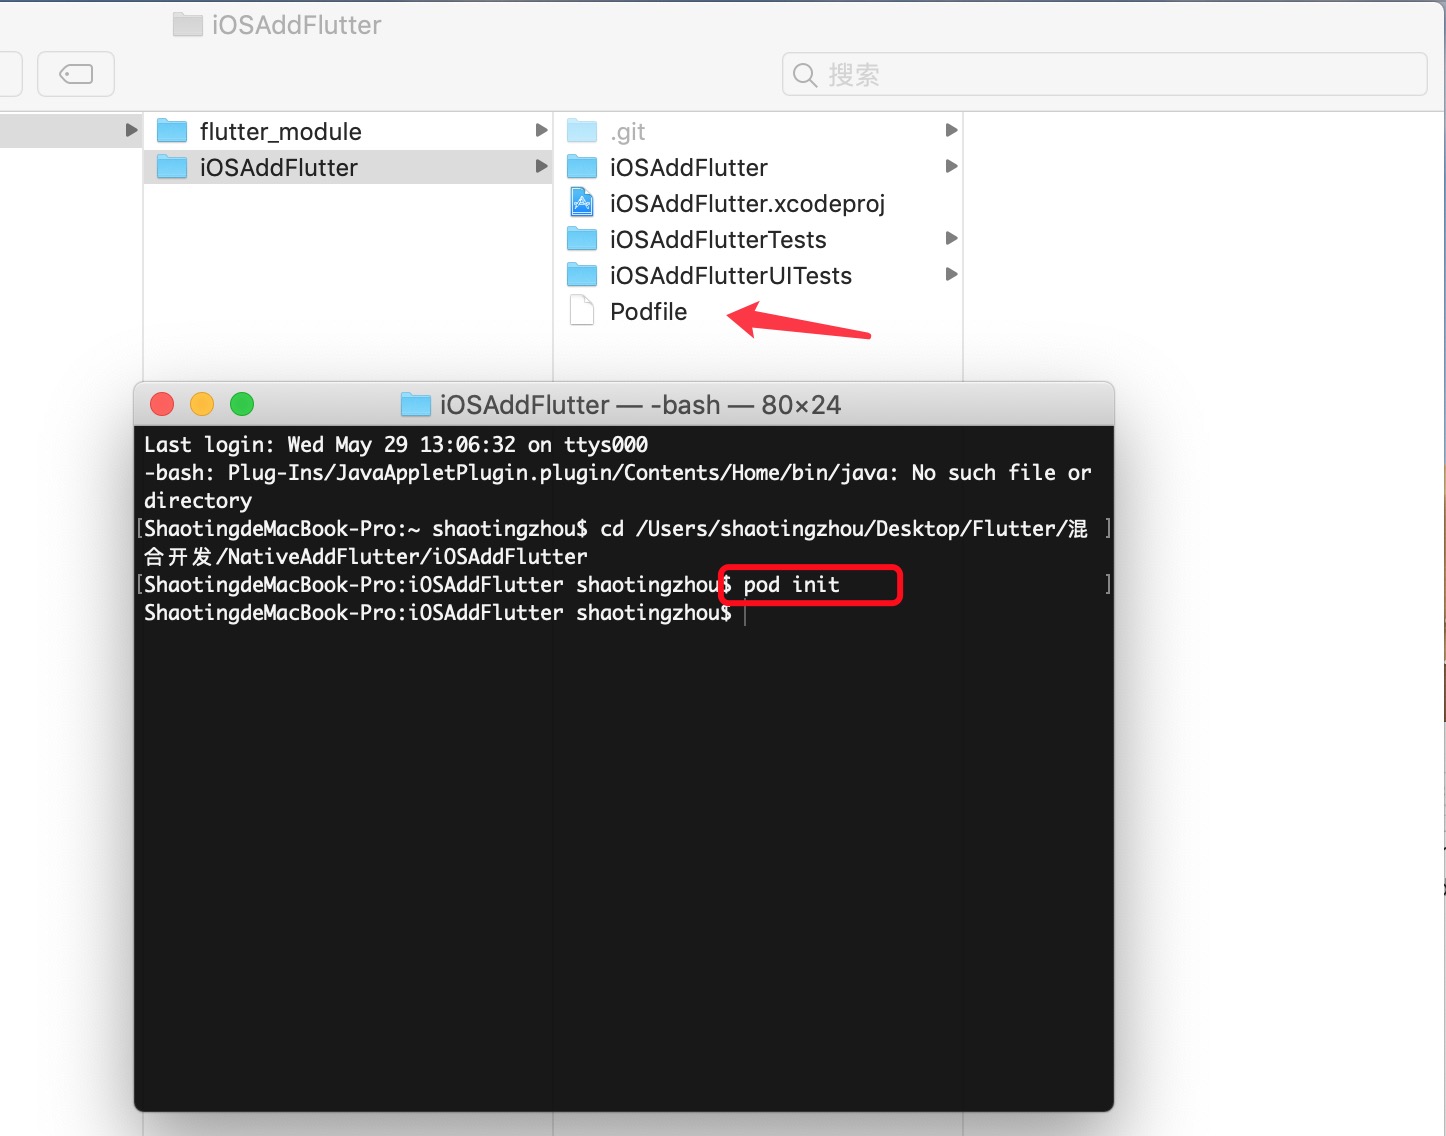 iOSAddFlutter
搜索
flutter_module
iOSAddFlutter
.git
iOSAddFlutter
iOSAddFlutter.xcodeproj
iOSAddFlutterTests
iOSAddFlutterUITests
Podfile
iOSAddFlutter — -bash — 80×24
Last login: Wed May 29 13:06:32 on ttys000
-bash: Plug-Ins/JavaAppletPlugin.plugin/Contents/Home/bin/java: No such file or
directory
[ShaotingdeMacBook-Pro:~ shaotingzhou$ cd /Users/shaotingzhou/Desktop/Flutter/混 ]
合开发/NativeAddFlutter/iOSAddFlutter
[ShaotingdeMacBook-Pro:iOSAddFlutter shaotingzhou$ pod init ]
ShaotingdeMacBook-Pro:iOSAddFlutter shaotingzhou$